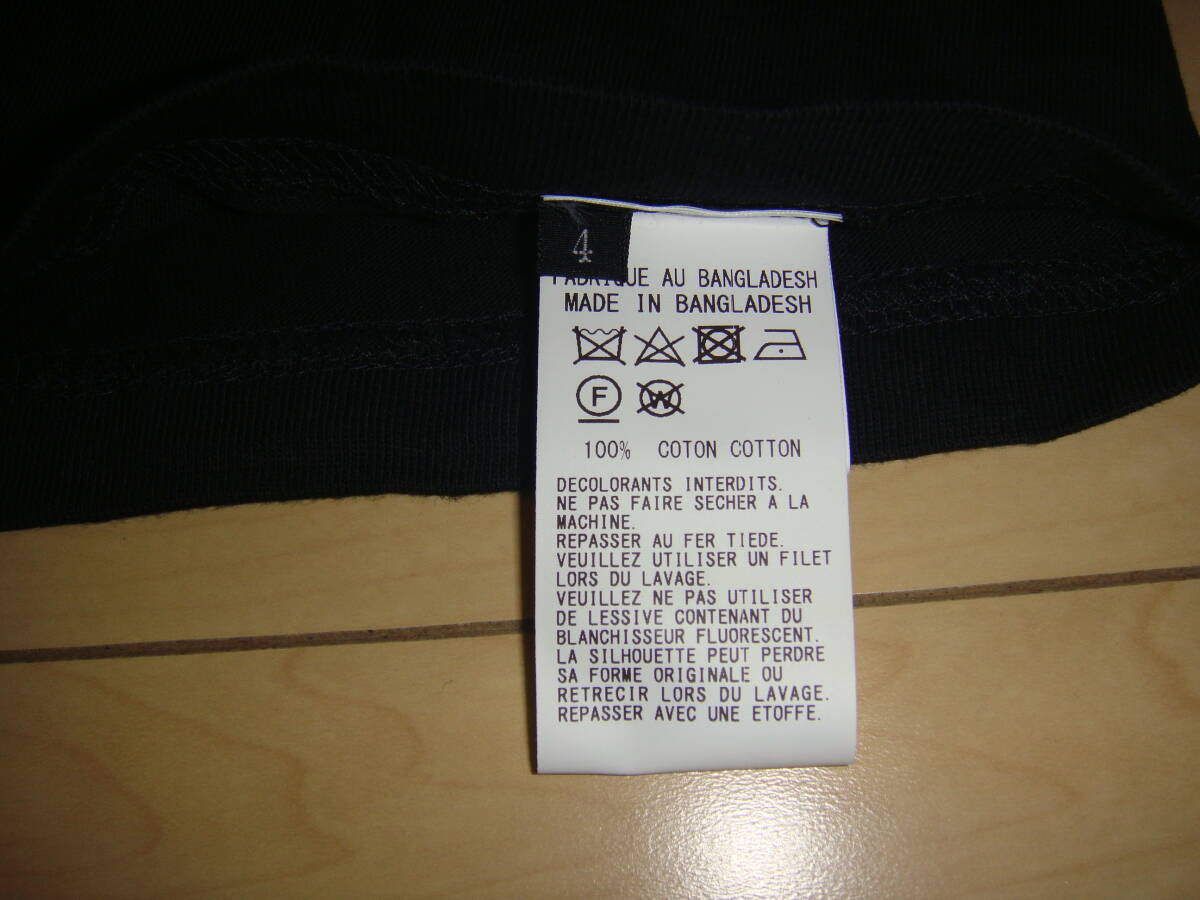 4
FABRIQUE AU BANGLADESH
MADE IN BANGLADESH
F
W
100% COTON COTTON
DECOLORANTS INTERDITS.
NE PAS FAIRE SECHER A LA
MACHINE.
REPASSER AU FER TIEDE.
VEUILLEZ UTILISER UN FILET
LORS DU LAVAGE.
VEUILLEZ NE PAS UTILISER
DE LESSIVE CONTENANT DU
BLANCHISSEUR FLUORESCENT.
LA SILHOUETTE PEUT PERDRE
SA FORME ORIGINALE OU
RETRECIR LORS DU LAVAGE.
REPASSER AVEC UNE ETOFFE.